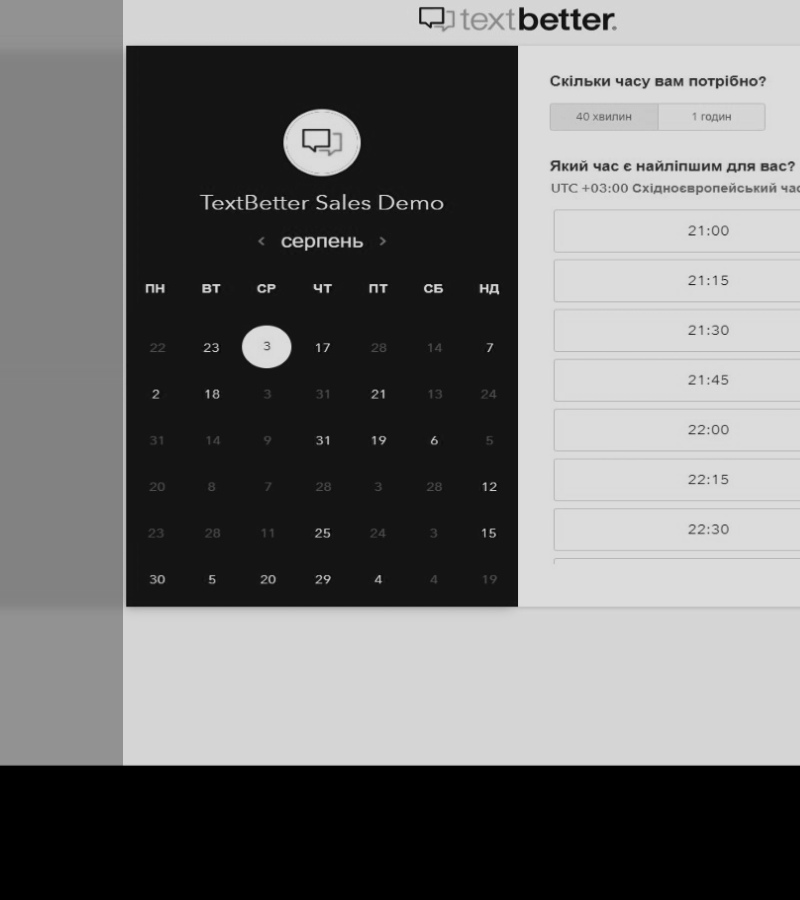 textbetter.
TextBetter Sales Demo
< серпень >
ПН ВТ СР ЧТ ПТ СБ НД
22 23 3 17 28 14 7
2 18 3 31 21 13 24
31 14 9 31 19 6 5
20 8 7 28 3 28 12
23 28 11 25 24 3 15
30 5 20 29 4 4 19
Скільки часу вам потрібно?
40 хвилин 1 годин
Який час є найліпшим для вас?
UTC +03:00 Східноєвропейський
21:00
21:15
21:30
21:45
22:00
22:15
22:30